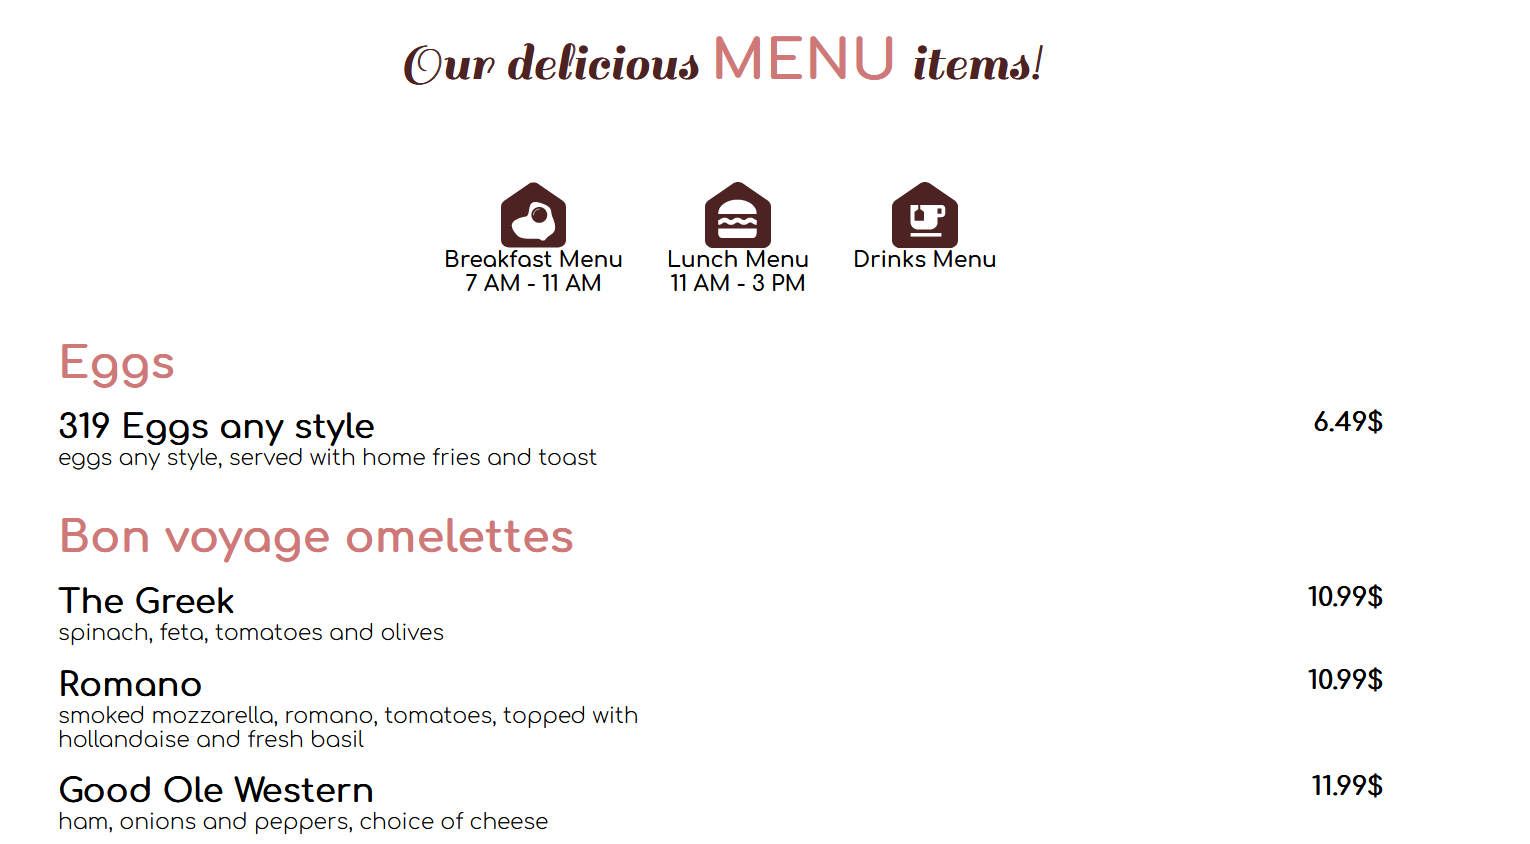 Our delicious MENU items!
Breakfast Menu
7 AM - 11 AM
Lunch Menu
11 AM - 3 PM
Drinks Menu
Eggs
319 Eggs any style
6.49$
eggs any style, served with home fries and toast
Bon voyage omelettes
The Greek
10.99$
spinach, feta, tomatoes and olives
Romano
10.99$
smoked mozzarella, romano, tomatoes, topped with
hollandaise and fresh basil
Good Ole Western
11.99$
ham, onions and peppers, choice of cheese